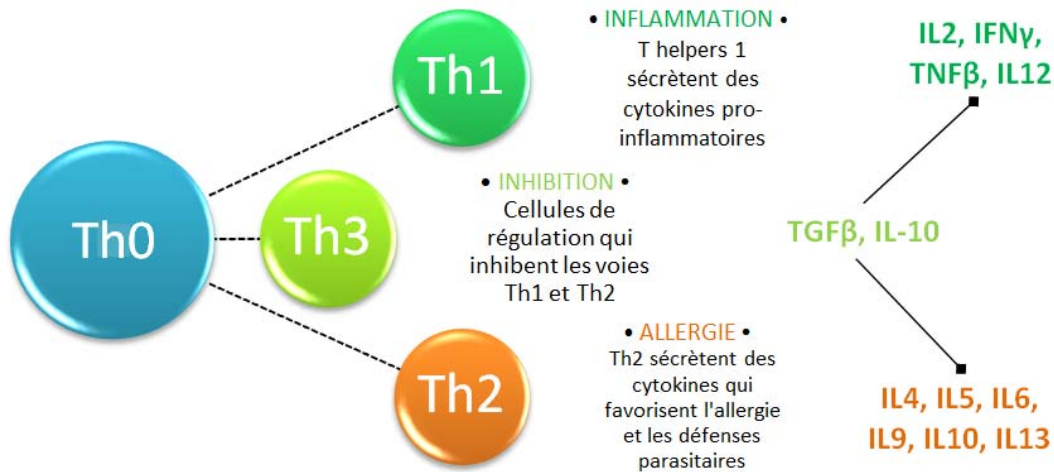 Th0
Th1
• INFLAMMATION •
T helpers 1
sécrètent des
cytokines pro-
inflammatoires
IL2, IFNγ,
TNFβ, IL12
Th3
• INHIBITION •
Cellules de
régulation qui
inhibent les voies
Th1 et Th2
TGFβ, IL-10
Th2
• ALLERGIE •
Th2 sécrètent des
cytokines qui
favorisent l'allergie
et les défenses
parasitaires
IL4, IL5, IL6,
IL9, IL10, IL13